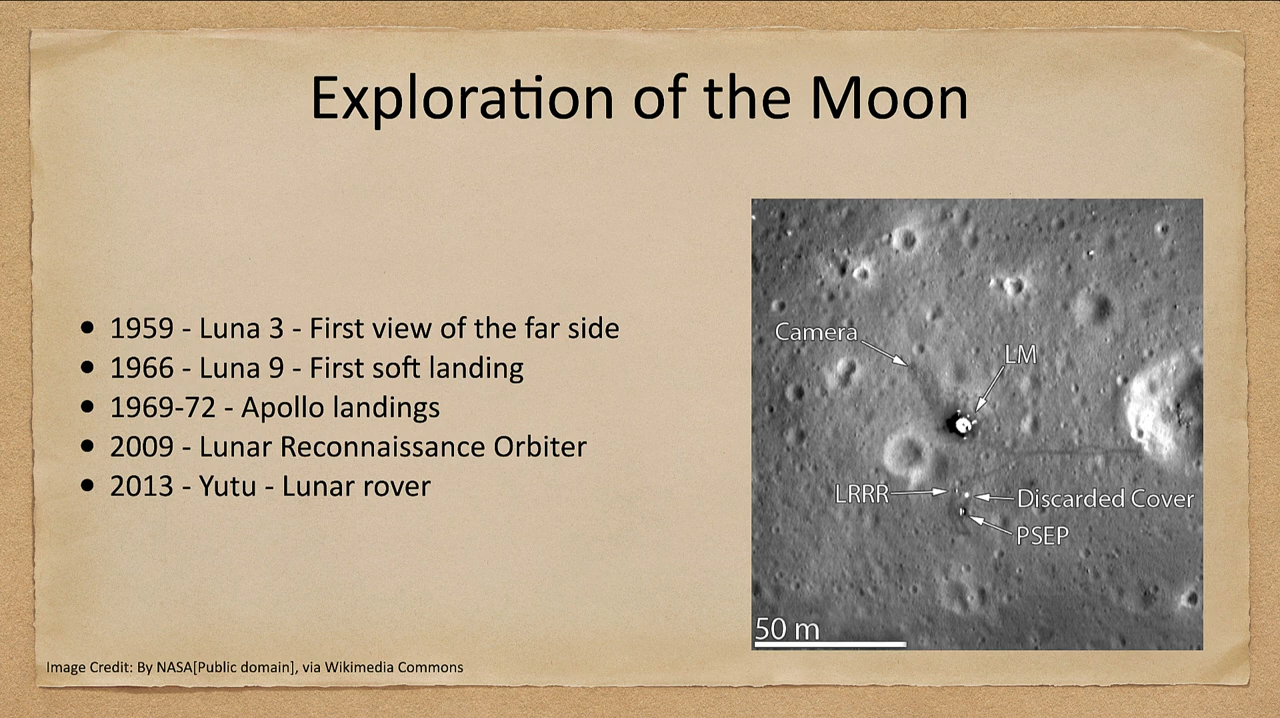 Exploration of the Moon
• 1959 - Luna 3 - First view of the far side
• 1966 - Luna 9 - First soft landing
• 1969-72 - Apollo landings
• 2009 - Lunar Reconnaissance Orbiter
• 2013 - Yutu - Lunar rover
Camera
LM
LRRR
Discarded Cover
PSEP
50 m
Image Credit: By NASA[Public domain], via Wikimedia Commons